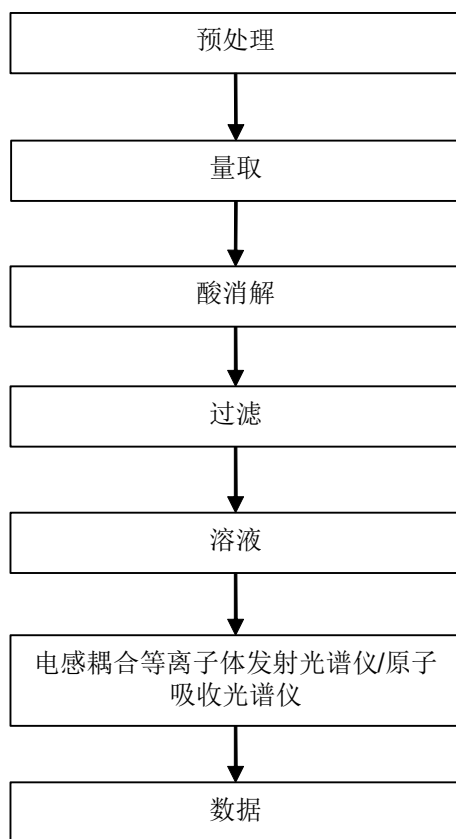 预处理
量取
酸消解
过滤
溶液
电感耦合等离子体发射光谱仪/原子
吸收光谱仪
数据